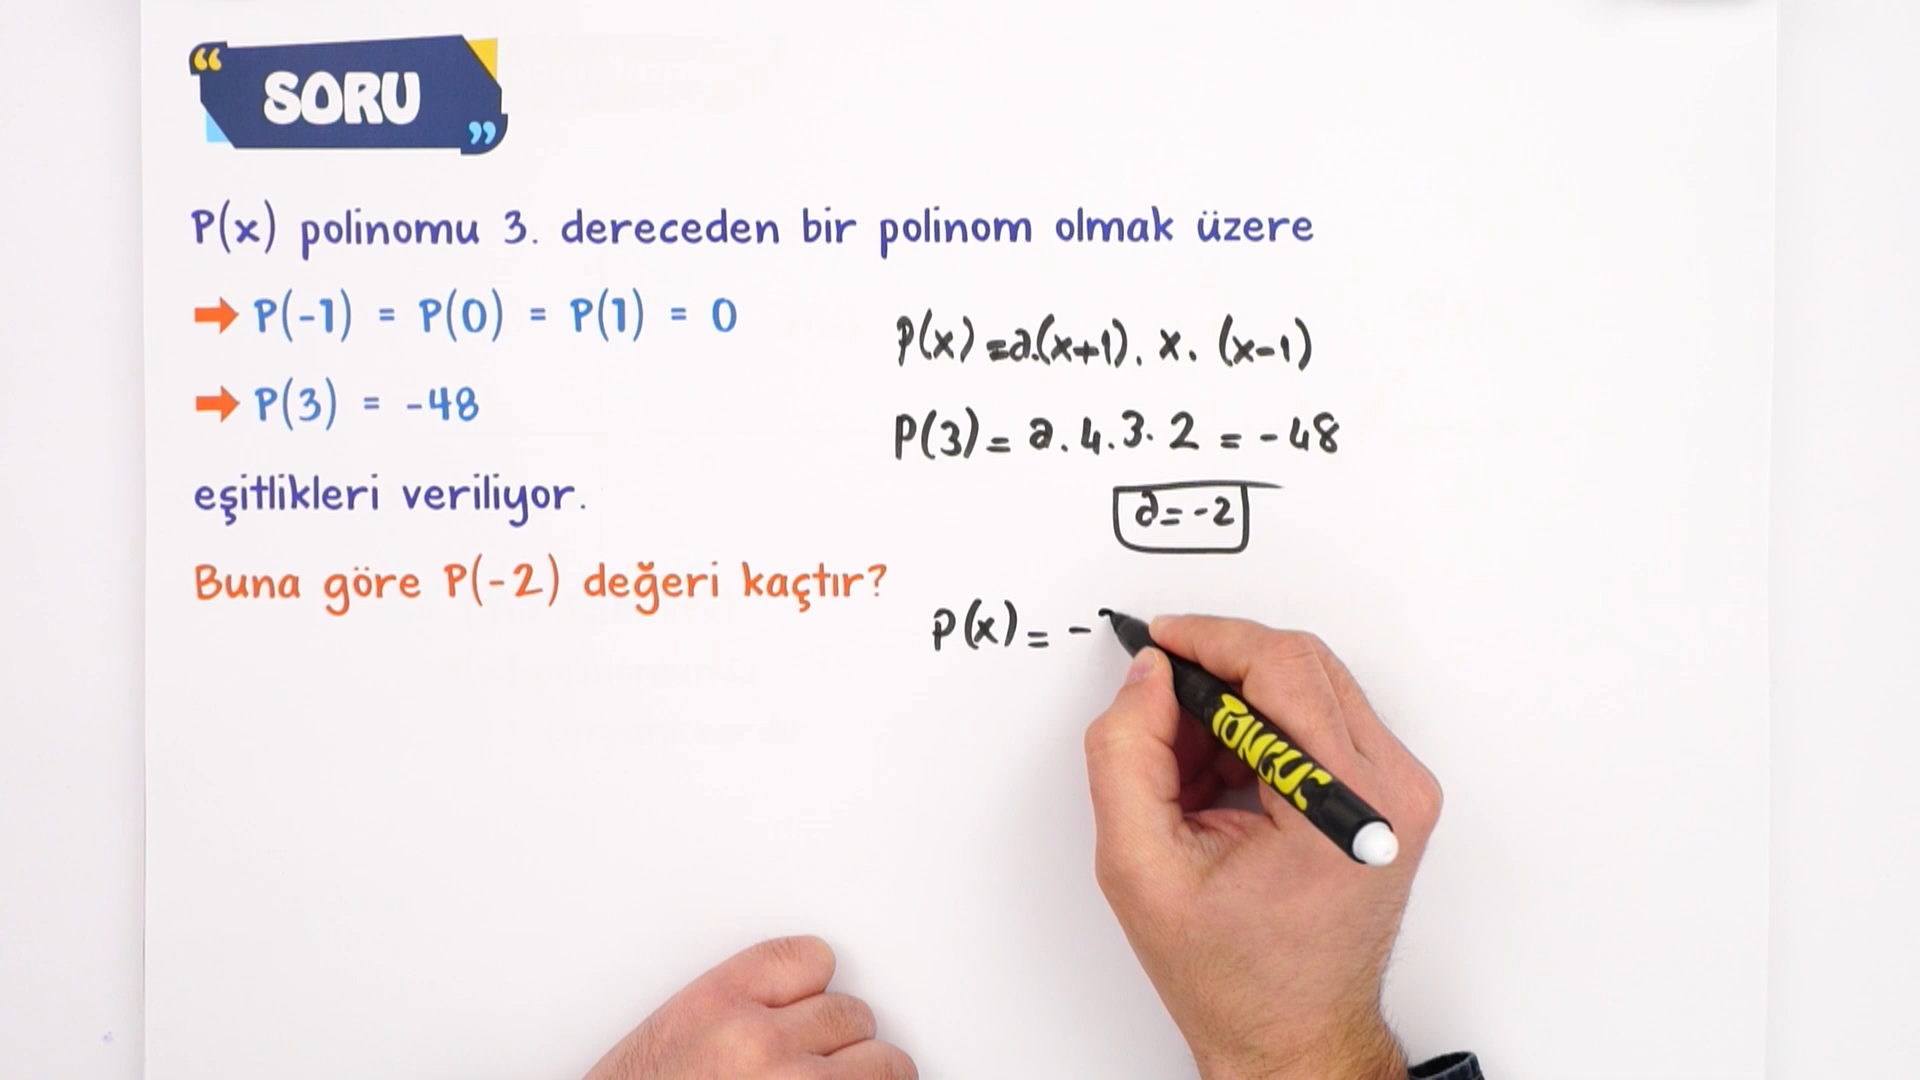 SORU
P(x) polinomu 3. dereceden bir polinom olmak üzere
P(-1) = P(0) = P(1) = 0
P(3) = -48
eşitlikleri veriliyor.
Buna göre P(-2) değeri kaçtır?
P(x) = a.(x+1). x. (x-1)
P(3) = a. 4. 3. 2 = -48
a = -2
P(x) = -
TONGUÇ